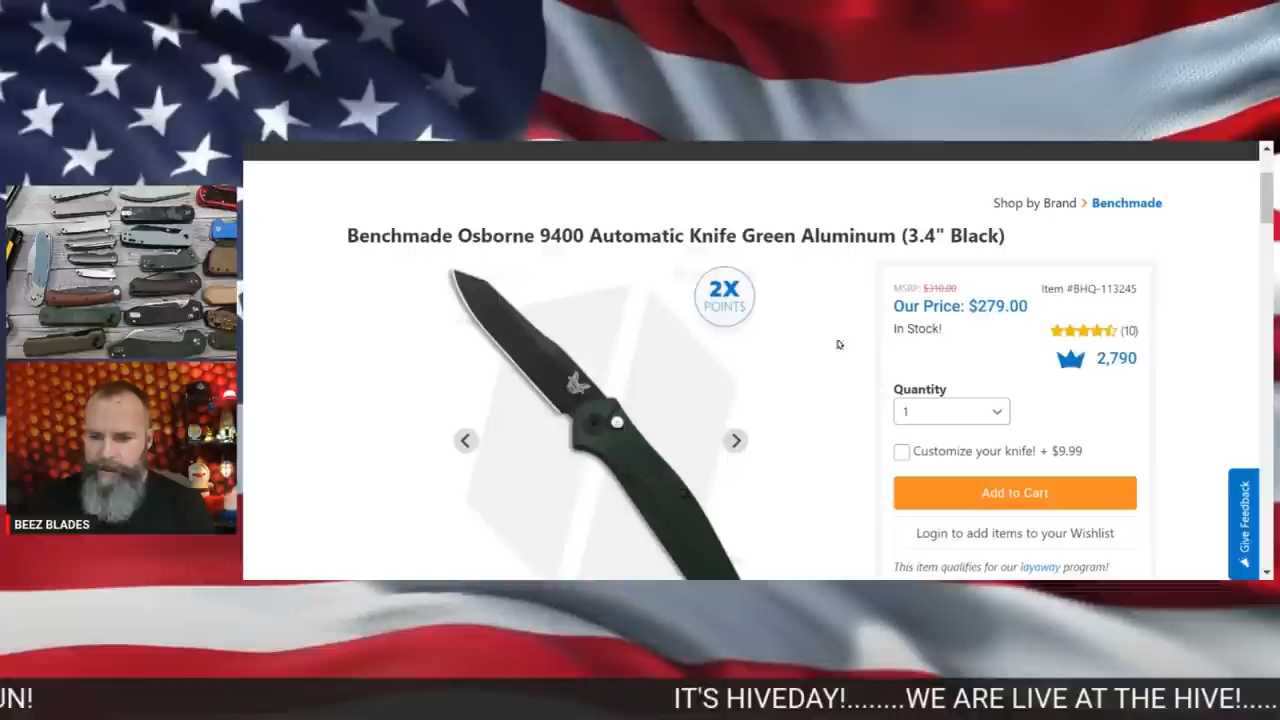 Shop by Brand > Benchmade
Benchmade Osborne 9400 Automatic Knife Green Aluminum (3.4" Black)
2X
POINTS
MSRP: $310.00
Item #BHQ-113245
Our Price: $279.00
In Stock!
(10)
2,790
Quantity
1
Customize your knife! + $9.99
Add to Cart
Login to add items to your Wishlist
This item qualifies for our layaway program!
Give Feedback
BEEZ BLADES
UN!
IT'S HIVEDAY!........WE ARE LIVE AT THE HIVE!.....